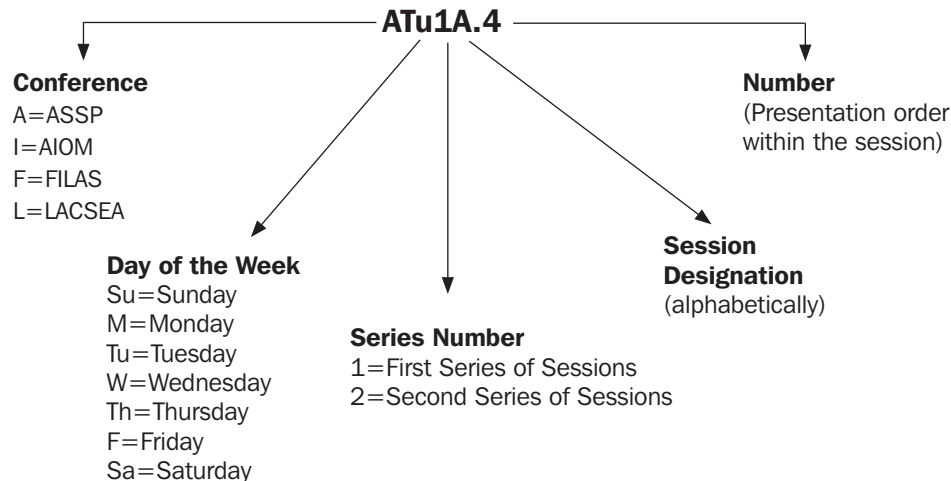 ATu1A.4
Conference
A=ASSP
I=AIOM
F=FILAS
L=LACSEA
Day of the Week
Su=Sunday
M=Monday
Tu=Tuesday
W=Wednesday
Th=Thursday
F=Friday
Sa=Saturday
Series Number
1=First Series of Sessions
2=Second Series of Sessions
Session
Designation
(alphabetically)
Number
(Presentation order
within the session)